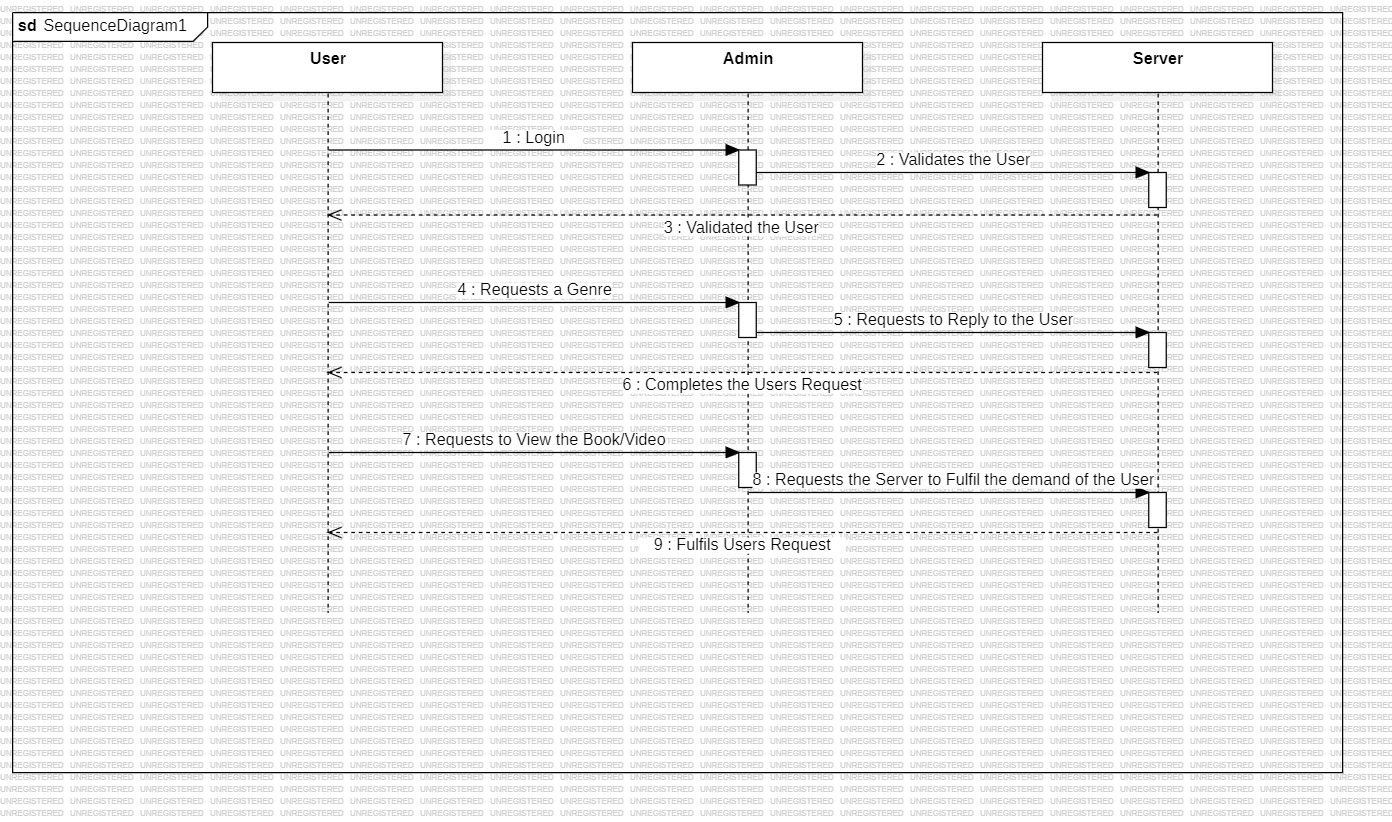 sd SequenceDiagram1
User
Admin
Server
1 : Login
2 : Validates the User
3 : Validated the User
4 : Requests a Genre
5 : Requests to Reply to the User
6 : Completes the Users Request
7 : Requests to View the Book/Video
8 : Requests the Server to Fulfil the demand of the User
9 : Fulfils Users Request
UNREGISTERED